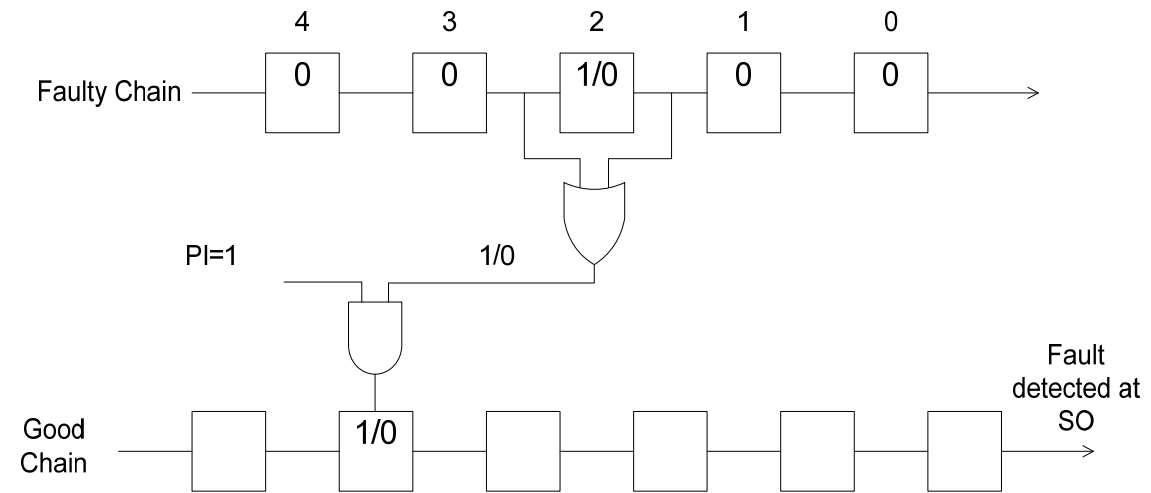 4 3 2 1 0
Faulty Chain
0 0 1/0 0 0
PI=1
1/0
Fault
detected at
SO
Good
Chain
1/0